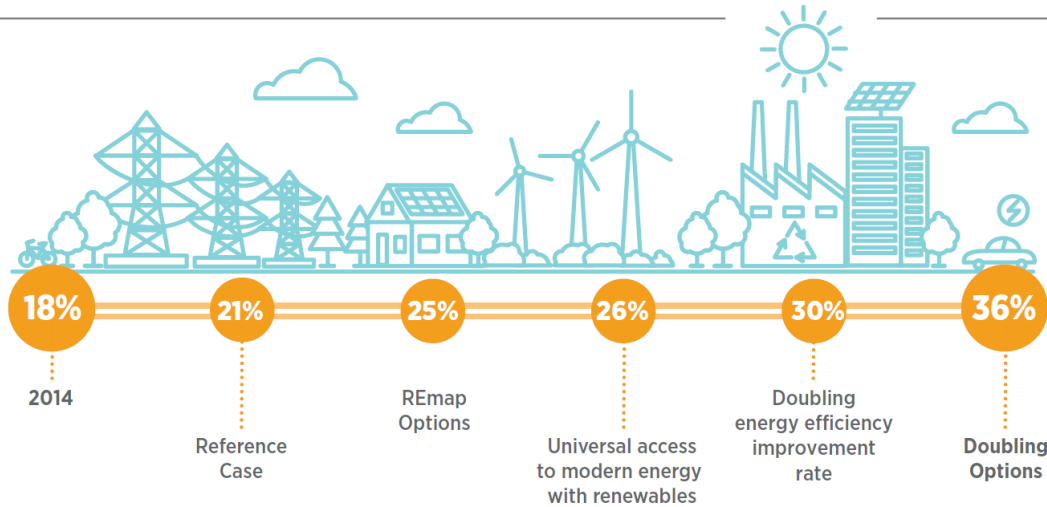 18%
21%
25%
26%
30%
36%
2014
Reference
Case
REmap
Options
Universal access
to modern energy
with renewables
Doubling
energy efficiency
improvement
rate
Doubling
Options